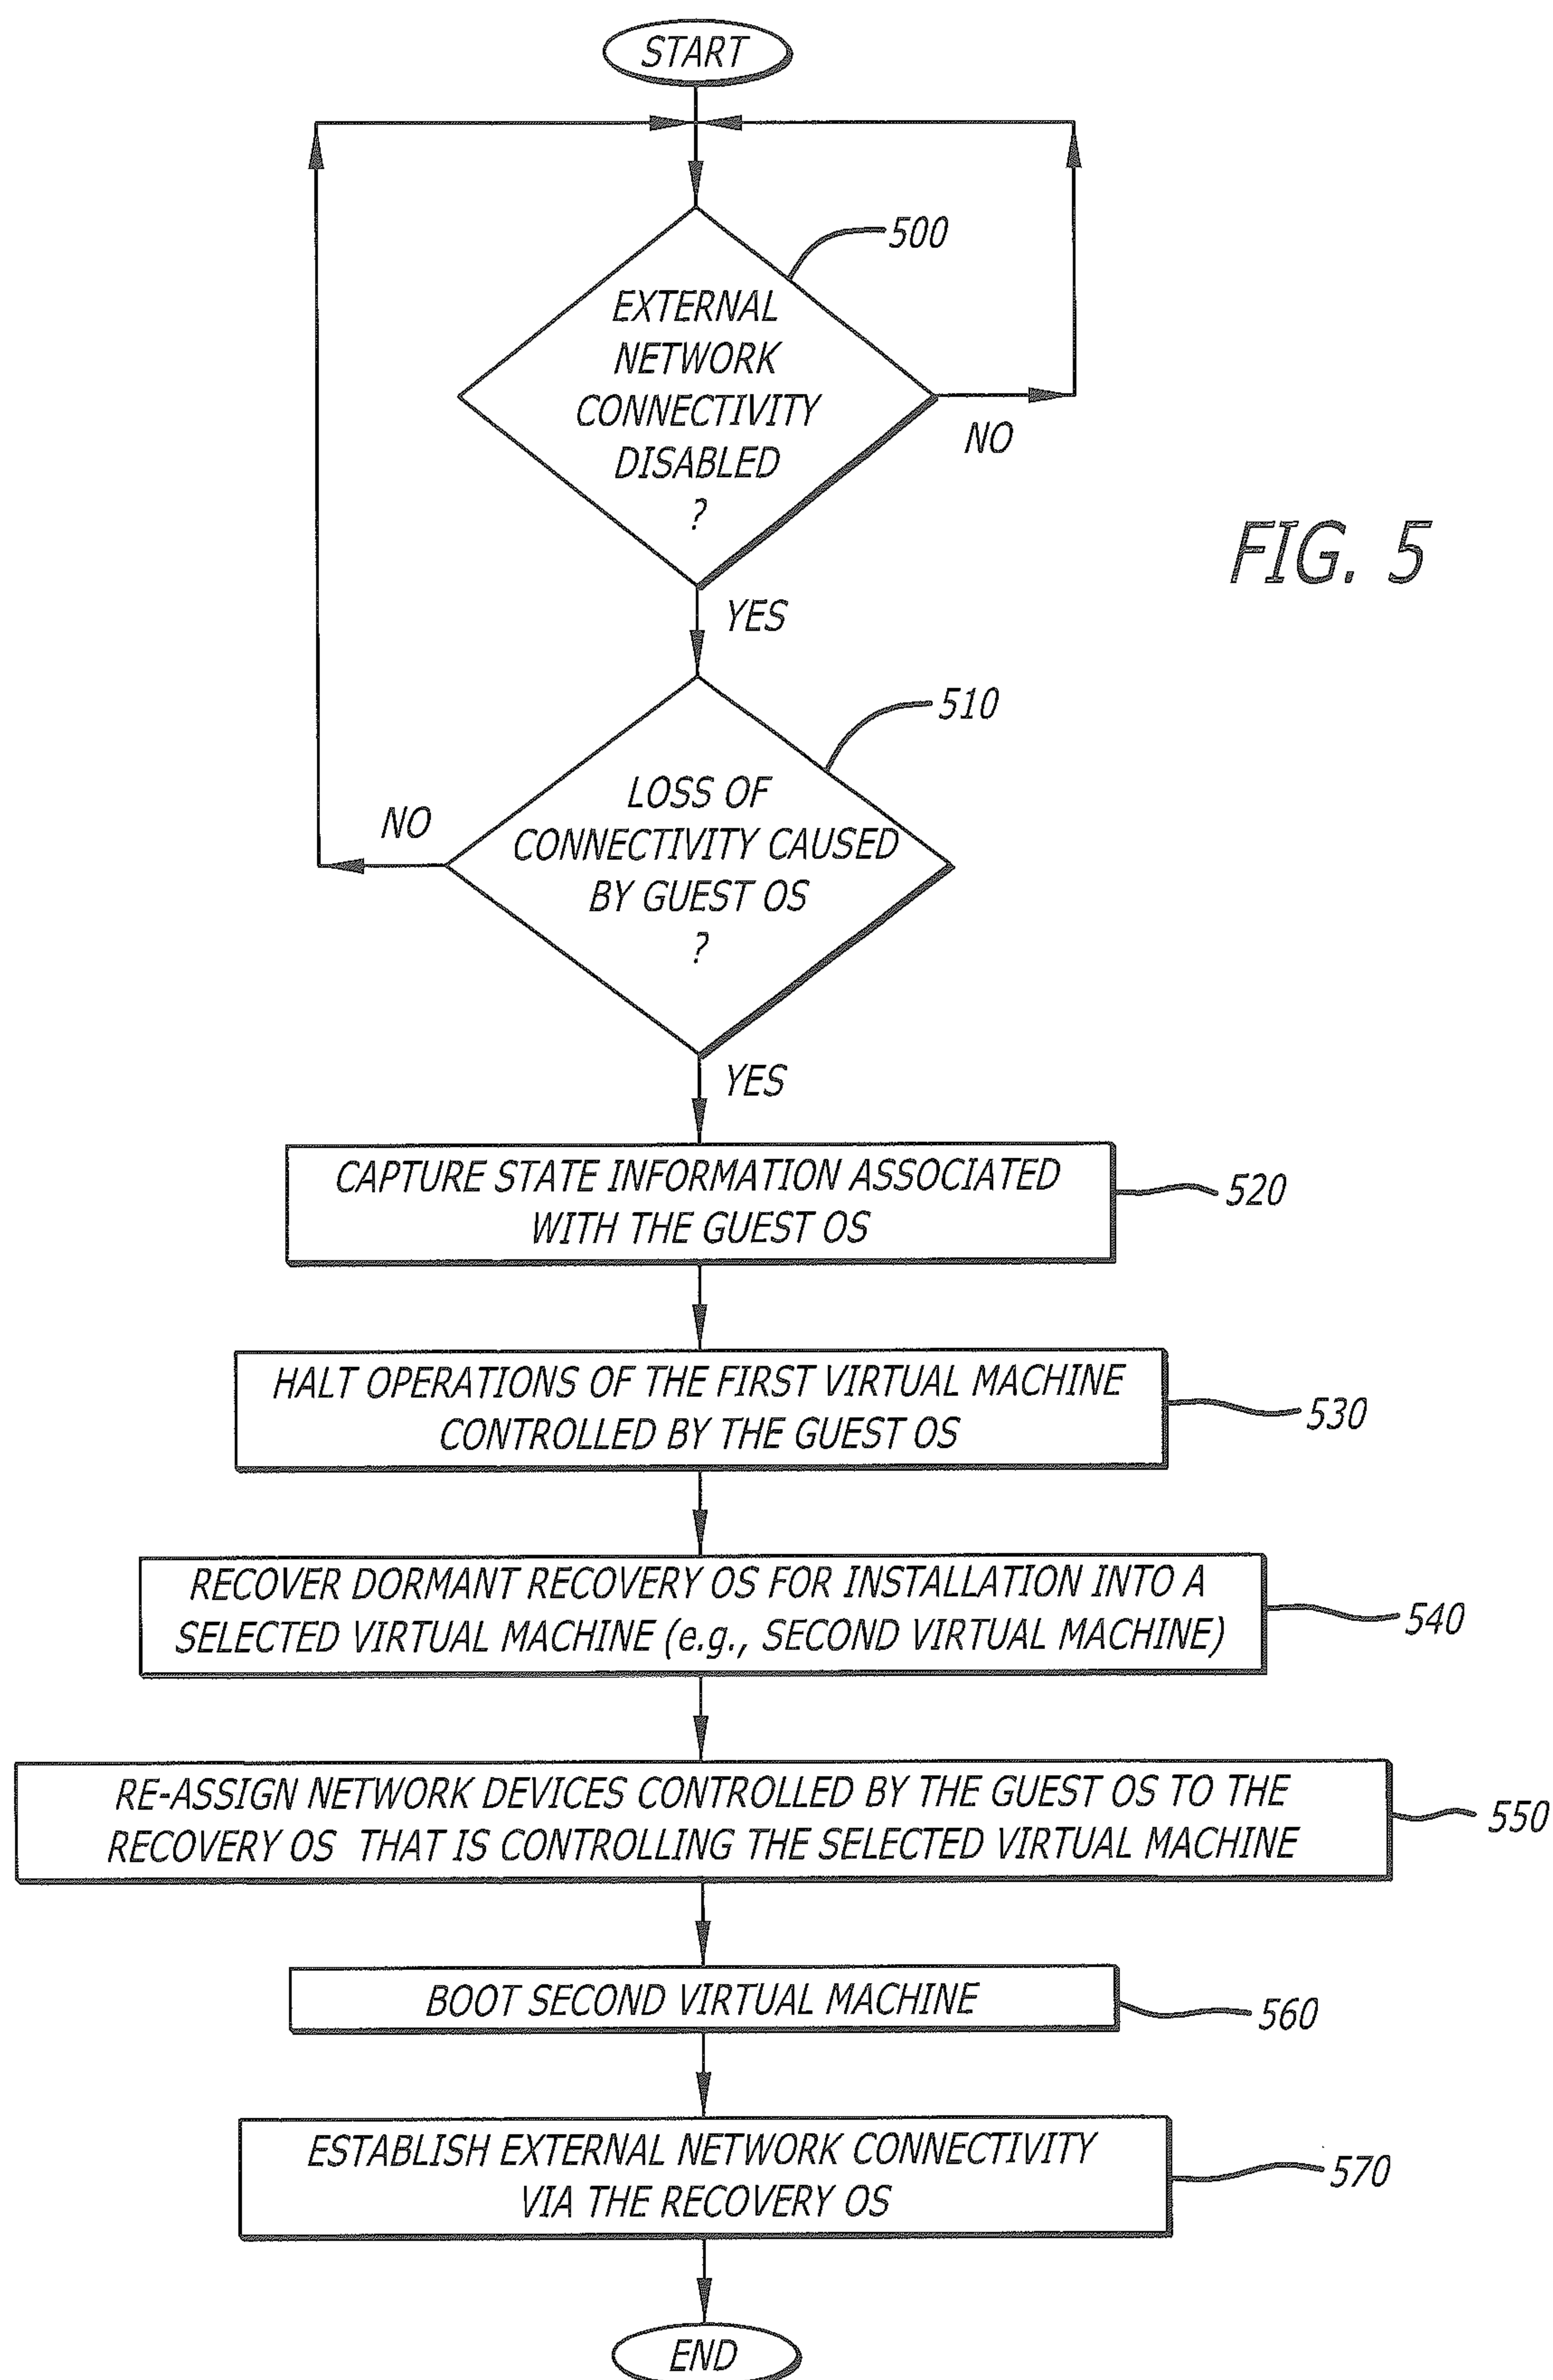 START
500
EXTERNAL
NETWORK
CONNECTIVITY
DISABLED
?
NO
FIG. 5
YES
510
LOSS OF
CONNECTIVITY CAUSED
BY GUEST OS
?
NO
YES
CAPTURE STATE INFORMATION ASSOCIATED
WITH THE GUEST OS
520
HALT OPERATIONS OF THE FIRST VIRTUAL MACHINE
CONTROLLED BY THE GUEST OS
530
RECOVER DORMANT RECOVERY OS FOR INSTALLATION INTO A
SELECTED VIRTUAL MACHINE (e.g., SECOND VIRTUAL MACHINE)
540
RE-ASSIGN NETWORK DEVICES CONTROLLED BY THE GUEST OS TO THE
RECOVERY OS THAT IS CONTROLLING THE SELECTED VIRTUAL MACHINE
550
BOOT SECOND VIRTUAL MACHINE
560
ESTABLISH EXTERNAL NETWORK CONNECTIVITY
VIA THE RECOVERY OS
570
END